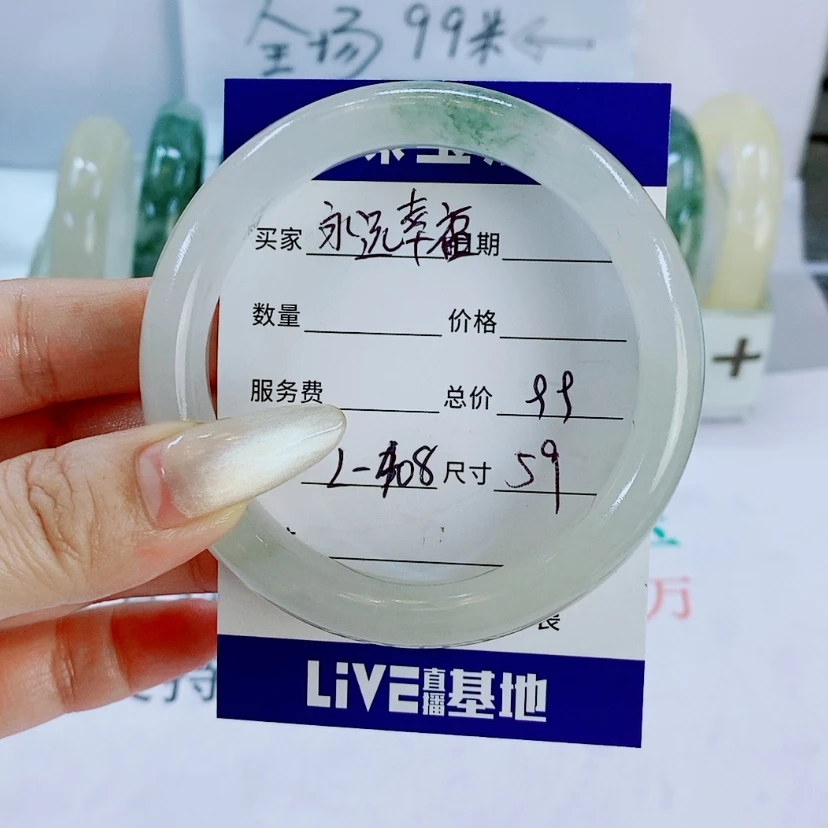 全场 99米
买家 永远幸福 日期
数量 价格
服务费 总价 99
尺寸 59
LiVE直播基地
万